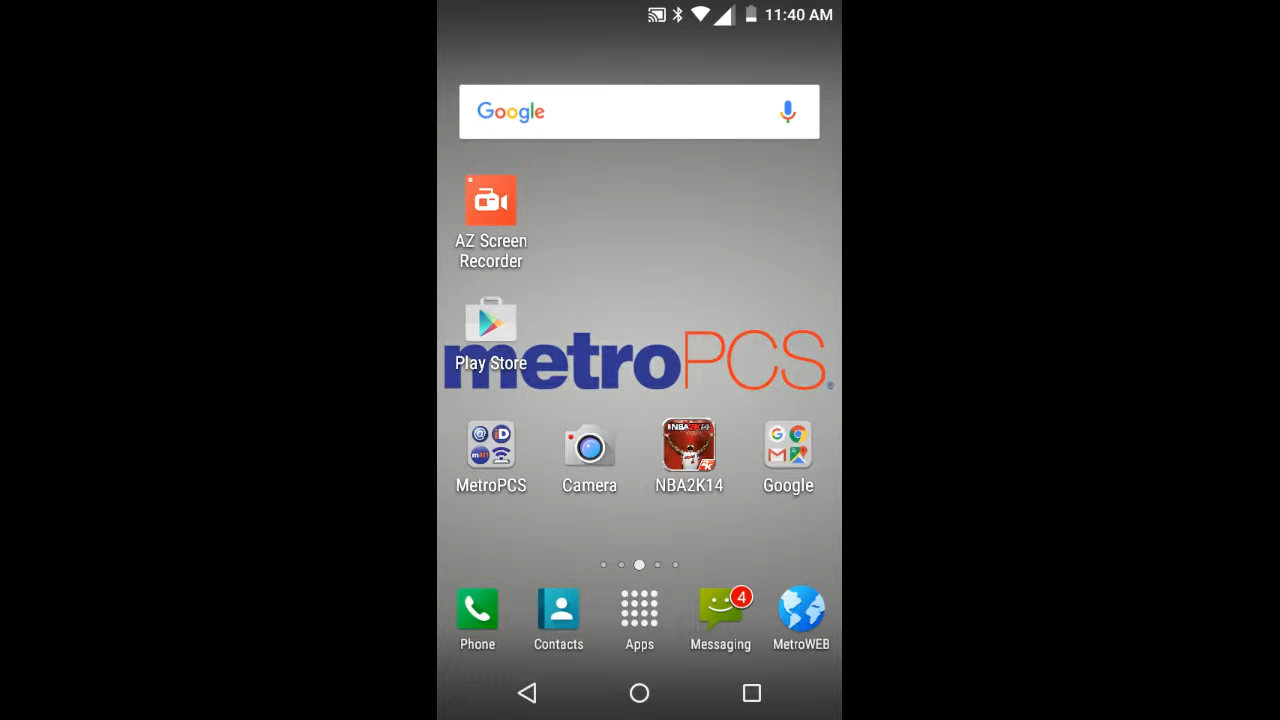 11:40 AM
Google
AZ Screen
Recorder
Play Store
metroPCS®
MetroPCS
Camera
NBA2K14
NBA2K14
Google
4
Phone
Contacts
Apps
Messaging
MetroWEB